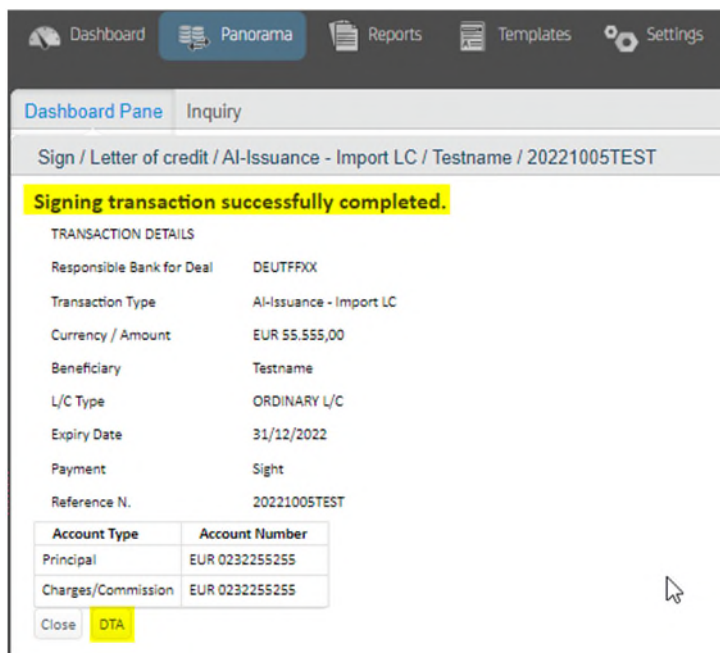 Dashboard Panorama Reports Templates Settings
Dashboard Pane Inquiry
Sign / Letter of credit / AI-Issuance - Import LC / Testname / 20221005TEST
Signing transaction successfully completed.
TRANSACTION DETAILS
Responsible Bank for Deal DEUTFFXX
Transaction Type AI-Issuance - Import LC
Currency / Amount EUR 55.555,00
Beneficiary Testname
L/C Type ORDINARY L/C
Expiry Date 31/12/2022
Payment Sight
Reference N. 20221005TEST
Account Type Account Number
Principal EUR 0232255255
Charges/Commission EUR 0232255255
Close DTA